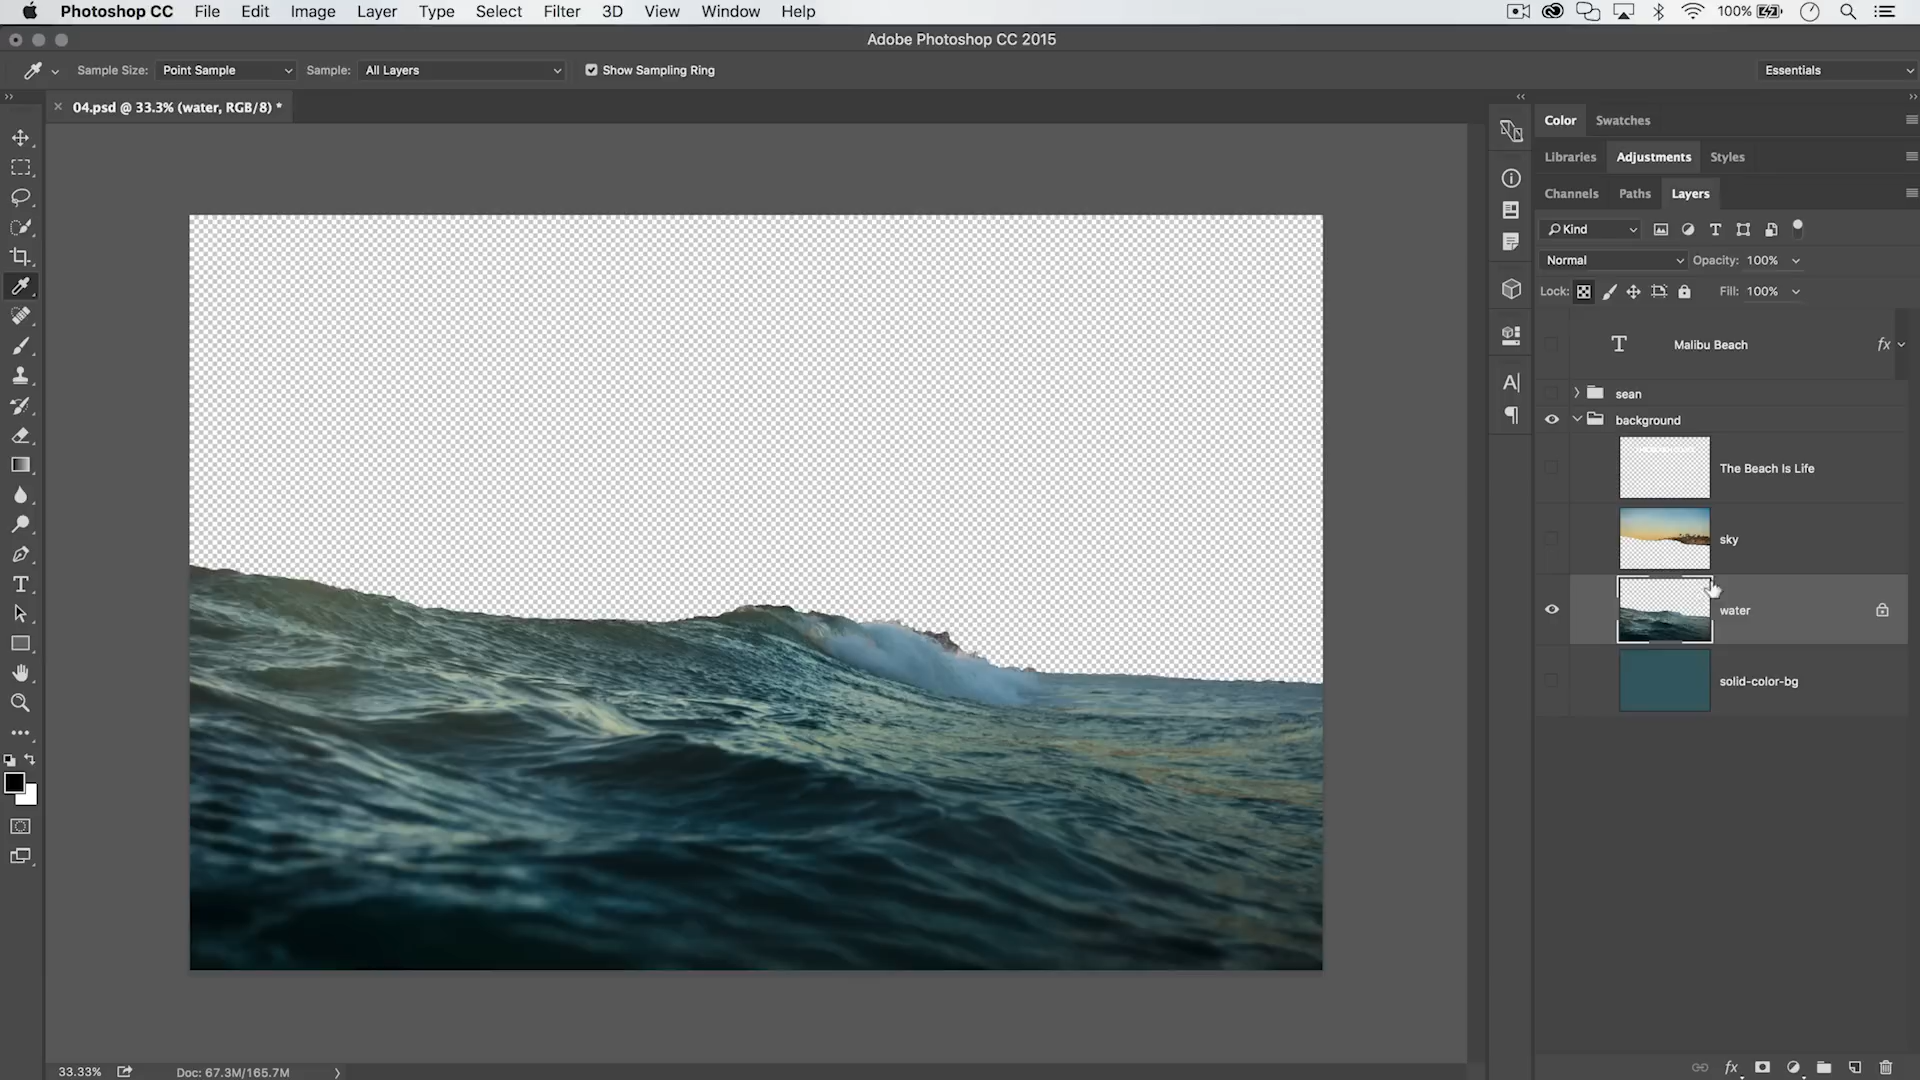 Photoshop CC File Edit Image Layer Type Select Filter 3D View Window Help 100%
Adobe Photoshop CC 2015
Sample Size: Point Sample Sample: All Layers Show Sampling Ring Essentials
04.psd @ 33.3% (water, RGB/8) *
Color Swatches
Libraries Adjustments Styles
Channels Paths Layers
Kind
Normal Opacity: 100%
Lock: Fill: 100%
Malibu Beach fx
sean
background
The Beach Is Life
sky
water
solid-color-bg
33.33% Doc: 67.3M/165.7M
fx